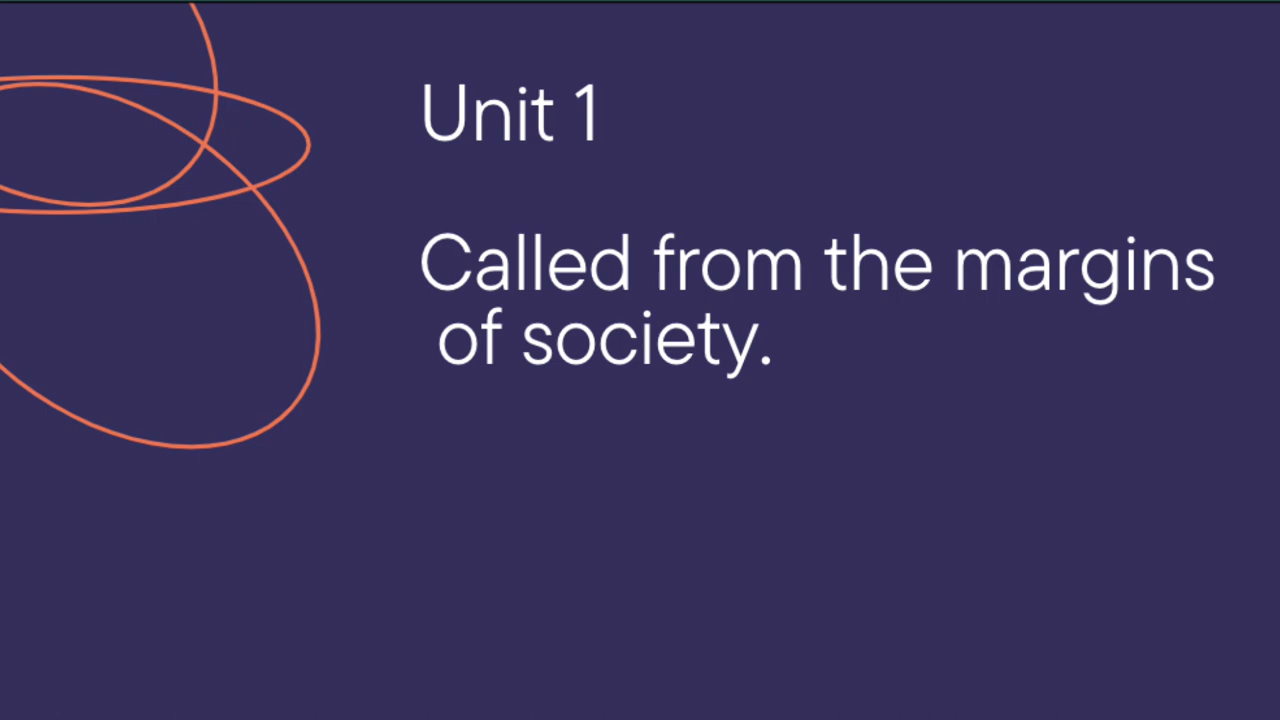 Unit 1
Called from the margins
of society.